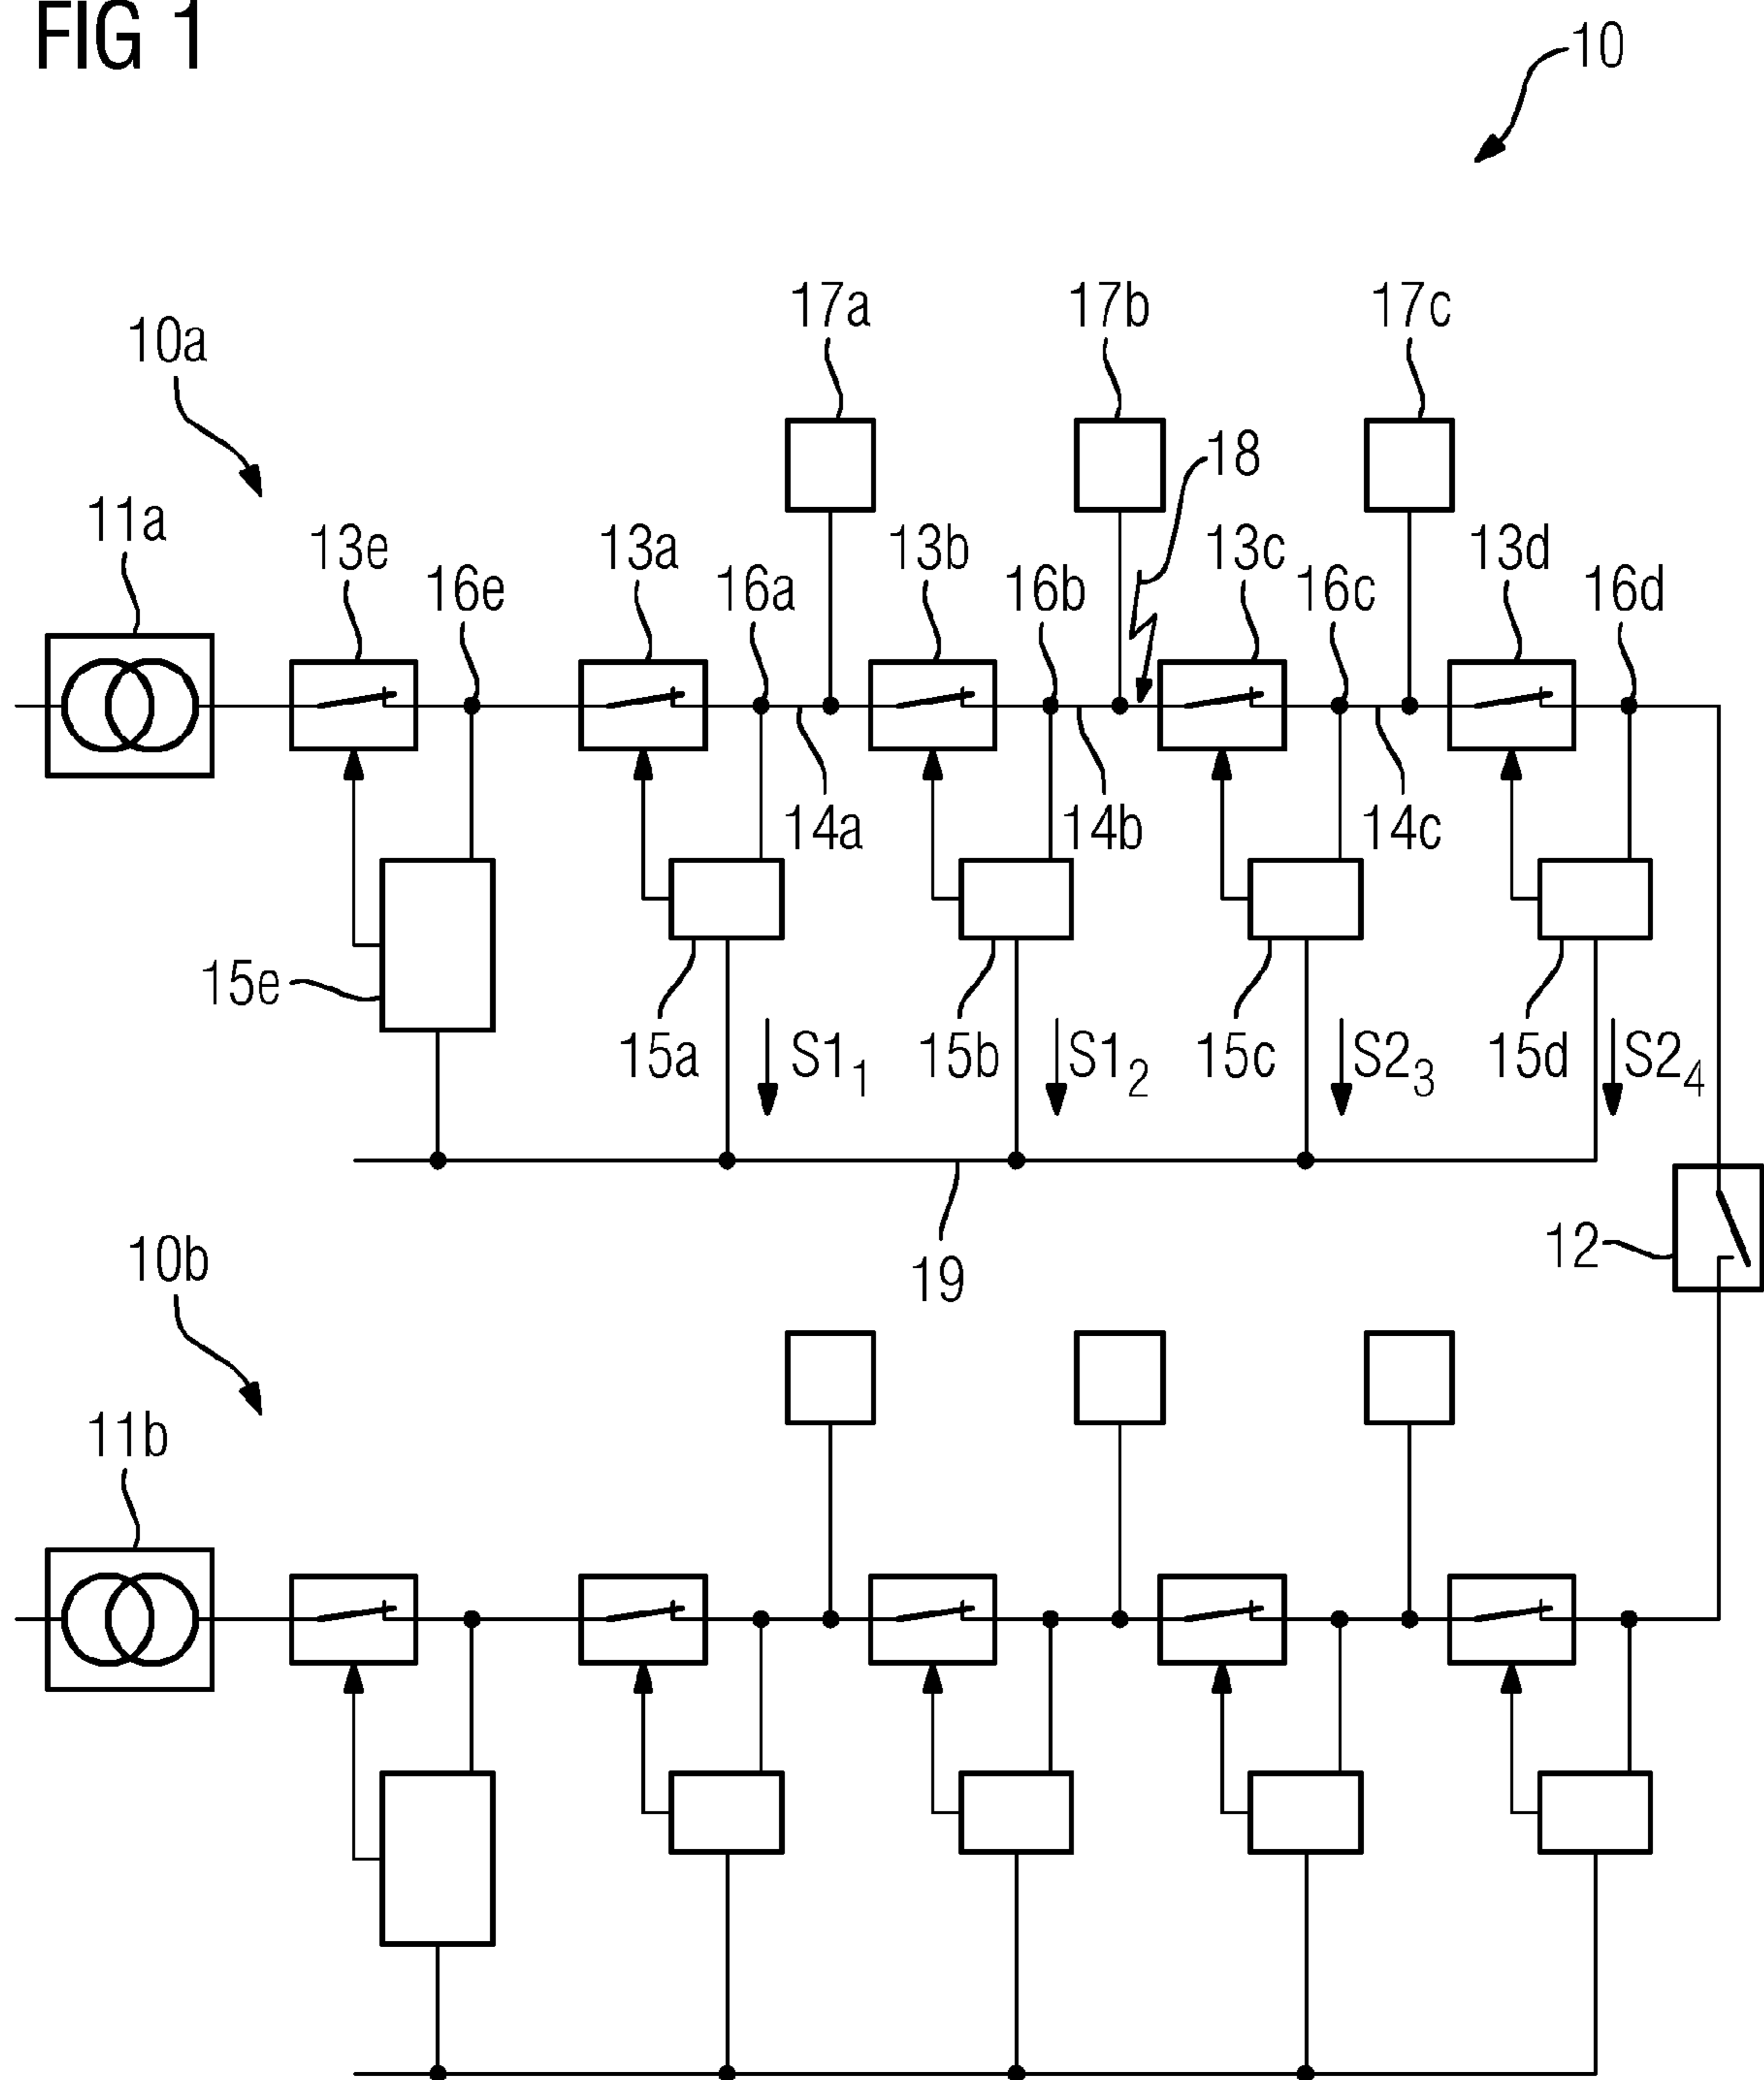 FIG 1
10
17a 17b 17c
10a
18
11a 13e 13a 13b 13c 13d
16e 16a 16b 16c 16d
14a 14b 14c
15e
15a S1₁ 15b S1₂ 15c S2₃ 15d S2₄
12
10b
19
11b